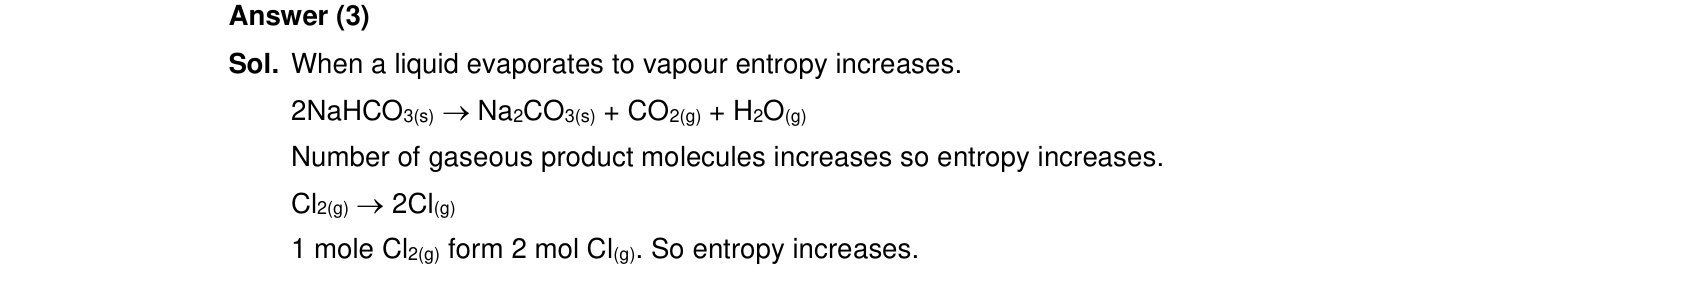 Answer (3)
Sol. When a liquid evaporates to vapour entropy increases.
2NaHCO₃₍ₛ₎ → Na₂CO₃₍ₛ₎ + CO₂(g) + H₂O(g)
Number of gaseous product molecules increases so entropy increases.
Cl₂(g) → 2Cl(g)
1 mole Cl₂(g) form 2 mol Cl(g). So entropy increases.